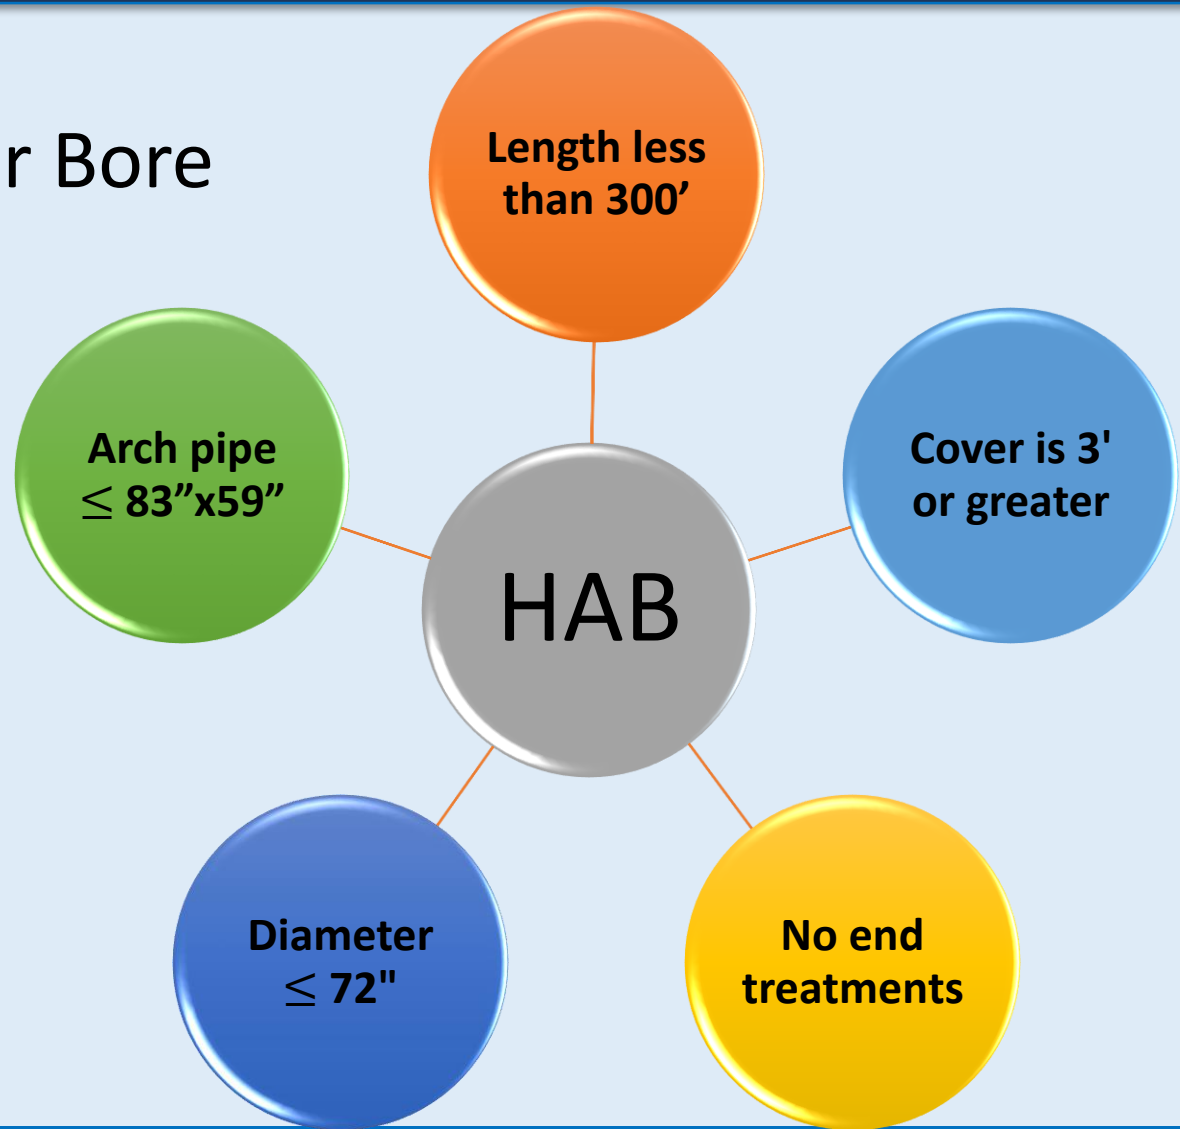 r Bore
Length less
than 300’
Arch pipe
≤ 83”x59”
Cover is 3'
or greater
HAB
Diameter
≤ 72"
No end
treatments